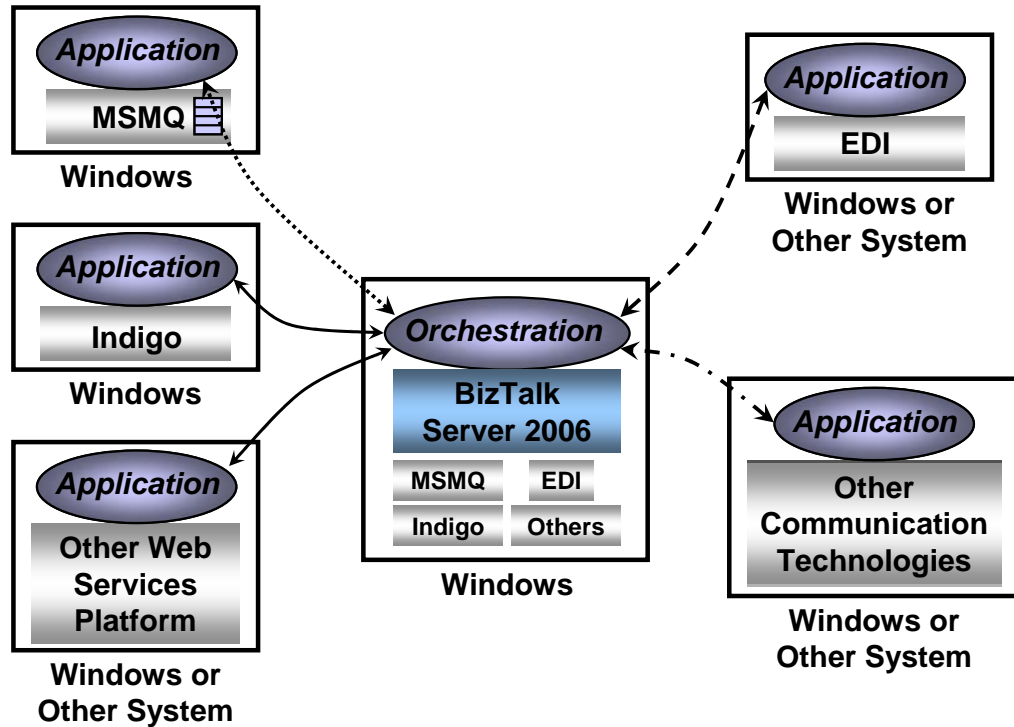 Application
MSMQ
Windows
Application
Indigo
Windows
Application
Other Web
Services
Platform
Windows or
Other System
Orchestration
BizTalk
Server 2006
MSMQ
EDI
Indigo
Others
Windows
Application
EDI
Windows or
Other System
Application
Other
Communication
Technologies
Windows or
Other System